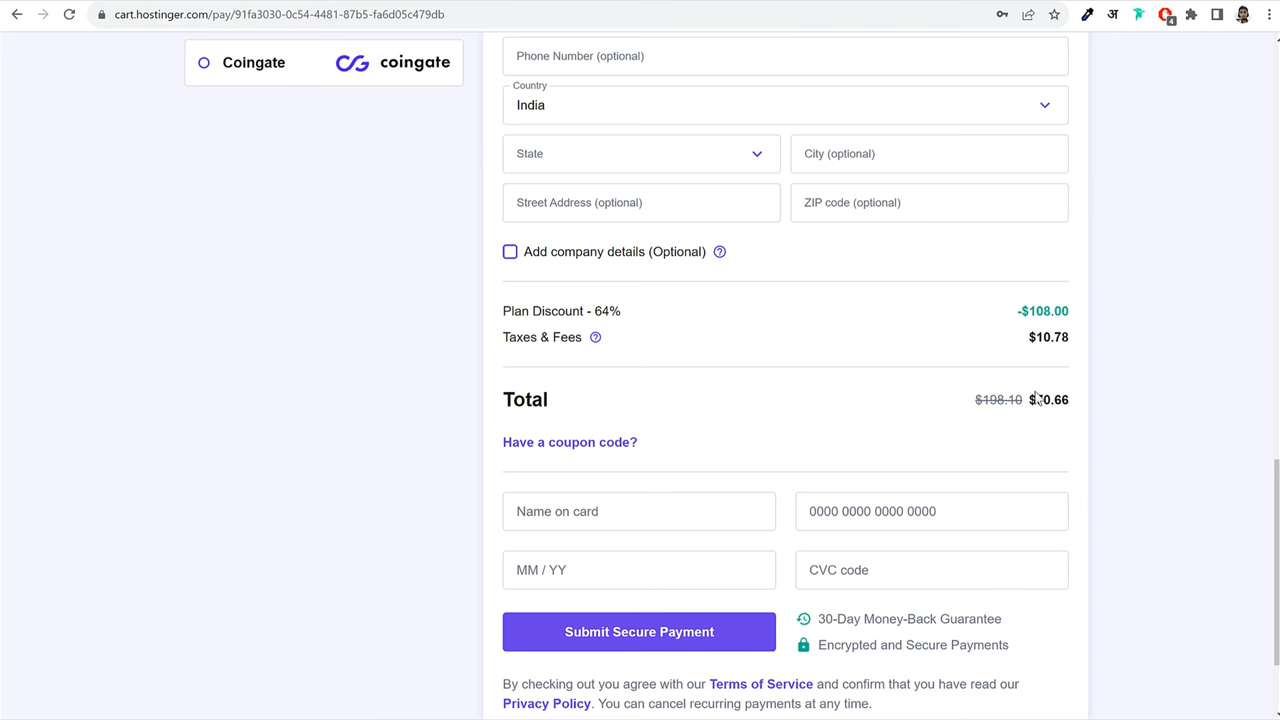 cart.hostinger.com/pay/91fa3030-0c54-4481-87b5-fa6d05c479db
अ
4
Coingate
coingate
Phone Number (optional)
Country
India
State
City (optional)
Street Address (optional)
ZIP code (optional)
Add company details (Optional)
Plan Discount - 64%
-$108.00
Taxes & Fees
$10.78
Total
$198.10
Have a coupon code?
Name on card
0000 0000 0000 0000
MM / YY
CVC code
Submit Secure Payment
30-Day Money-Back Guarantee
Encrypted and Secure Payments
By checking out you agree with our Terms of Service and confirm that you have read our
Privacy Policy. You can cancel recurring payments at any time.